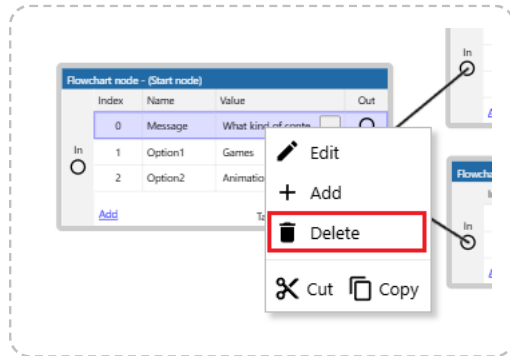 In
Flowchart node - (Start node)
Index Name Value Out
0 Message What kind of conte
In
1 Option1 Games
2 Option2 Animatio
Add
Edit
Add
Delete
Cut Copy
In